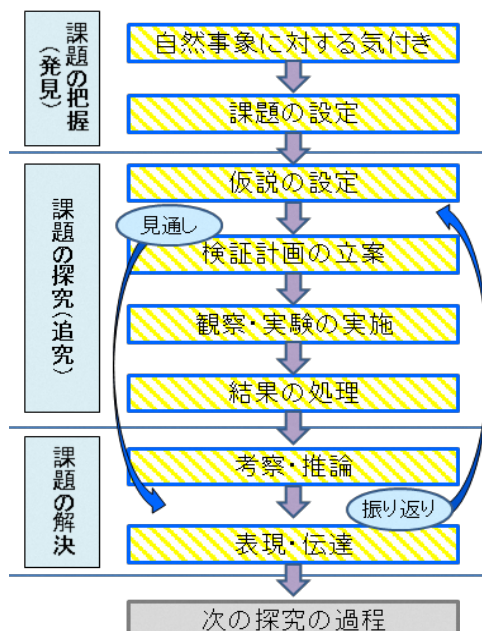 課題の把握
(発見)
自然事象に対する気付き
課題の設定
課題の探究(追究)
仮説の設定
見通し
検証計画の立案
観察・実験の実施
結果の処理
課題の解決
考察・推論
振り返り
表現・伝達
次の探究の過程